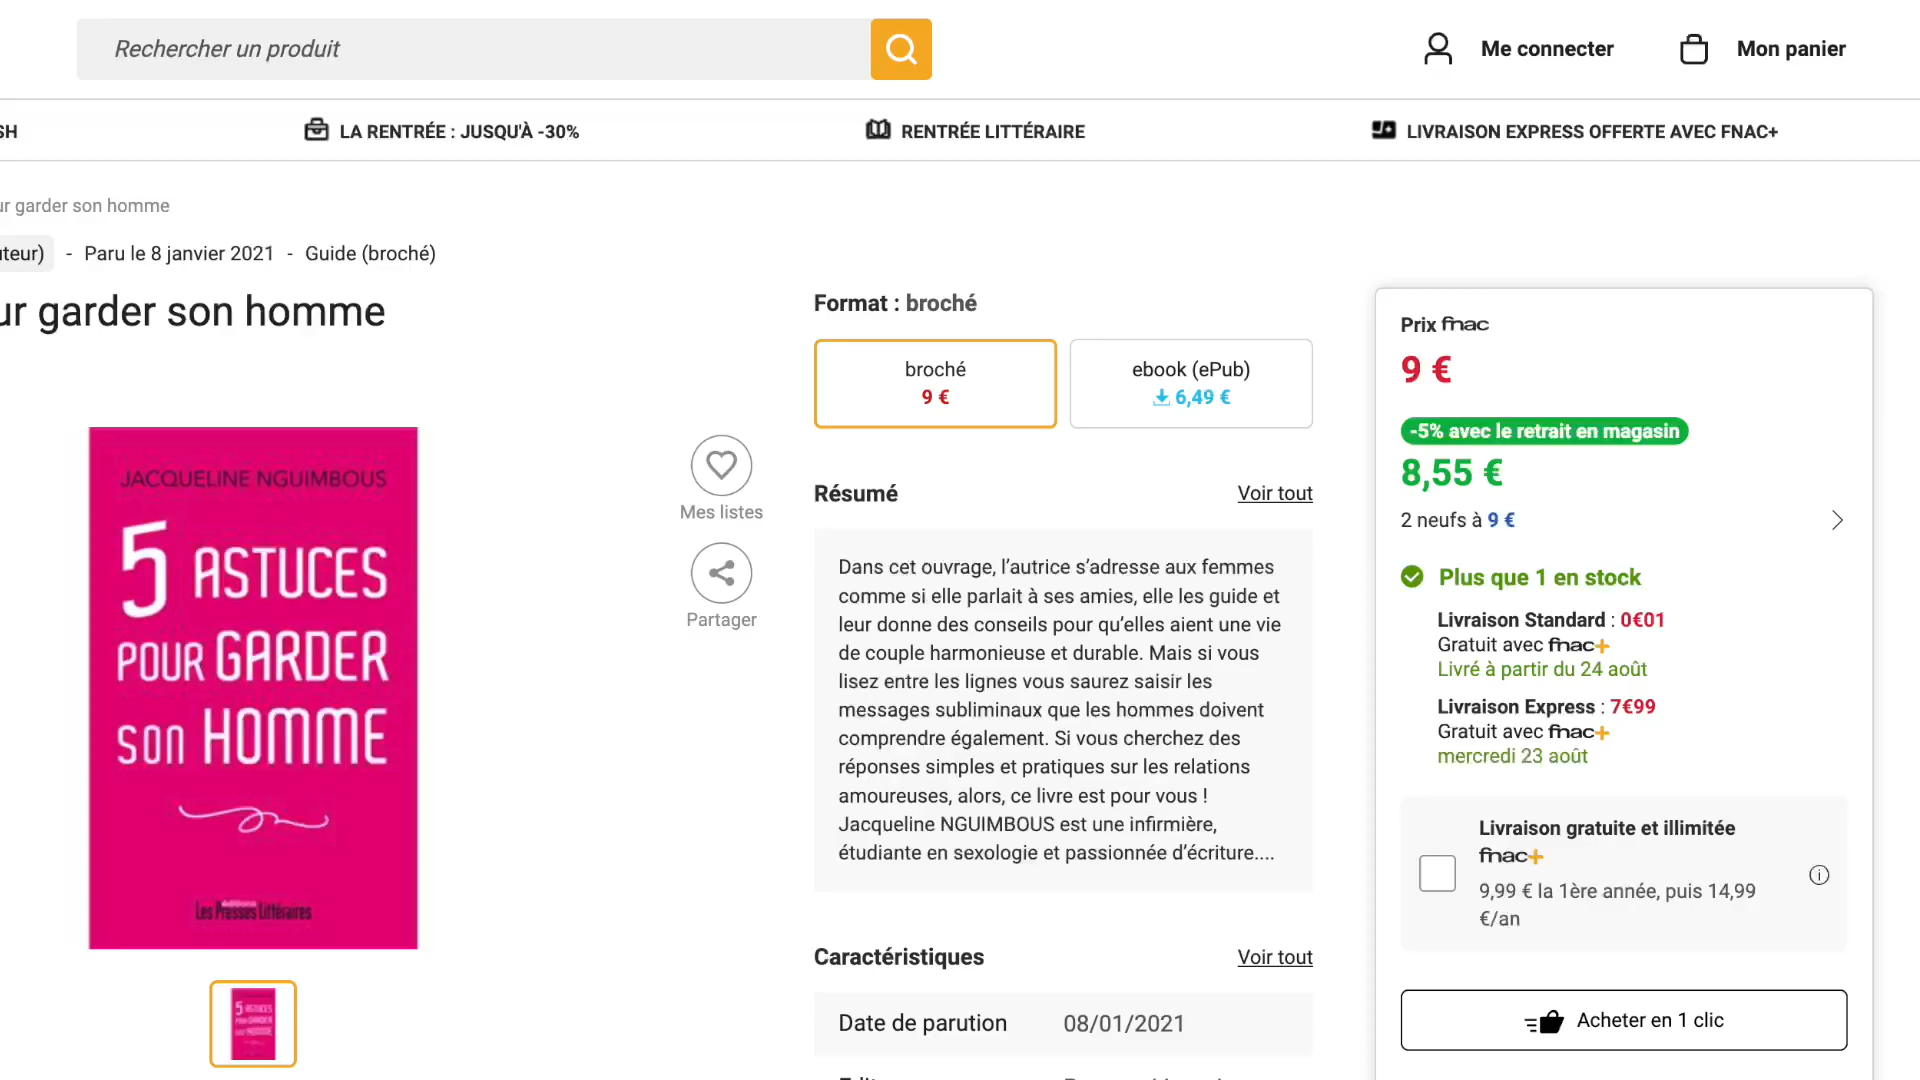 Rechercher un produit
Me connecter
Mon panier
SH
LA RENTRÉE : JUSQU'À -30%
RENTRÉE LITTÉRAIRE
LIVRAISON EXPRESS OFFERTE AVEC FNAC+
ur garder son homme
uteur) - Paru le 8 janvier 2021 - Guide (broché)
ur garder son homme
JACQUELINE NGUIMBOUS
5 ASTUCES
POUR GARDER
SON HOMME
éditions
Les Presses Littéraires
Mes listes
Partager
Format : broché
broché
9 €
ebook (ePub)
6,49 €
Résumé
Voir tout
Dans cet ouvrage, l’autrice s’adresse aux femmes
comme si elle parlait à ses amies, elle les guide et
leur donne des conseils pour qu’elles aient une vie
de couple harmonieuse et durable. Mais si vous
lisez entre les lignes vous saurez saisir les
messages subliminaux que les hommes doivent
comprendre également. Si vous cherchez des
réponses simples et pratiques sur les relations
amoureuses, alors, ce livre est pour vous !
Jacqueline NGUIMBOUS est une infirmière,
étudiante en sexologie et passionnée d’écriture....
Caractéristiques
Voir tout
Date de parution
08/01/2021
Prix fnac
9 €
-5% avec le retrait en magasin
8,55 €
2 neufs à 9 €
Plus que 1 en stock
Livraison Standard : 0€01
Gratuit avec fnac+
Livré à partir du 24 août
Livraison Express : 7€99
Gratuit avec fnac+
mercredi 23 août
Livraison gratuite et illimitée
fnac+
9,99 € la 1ère année, puis 14,99
€/an
Acheter en 1 clic